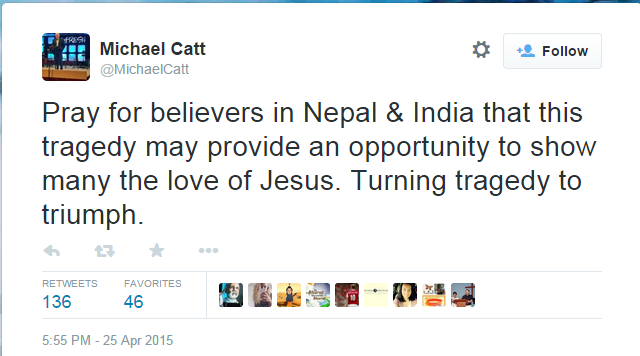 Michael Catt
@MichaelCatt
Follow
Pray for believers in Nepal & India that this
tragedy may provide an opportunity to show
many the love of Jesus. Turning tragedy to
triumph.
RETWEETS
136
FAVORITES
46
5:55 PM - 25 Apr 2015